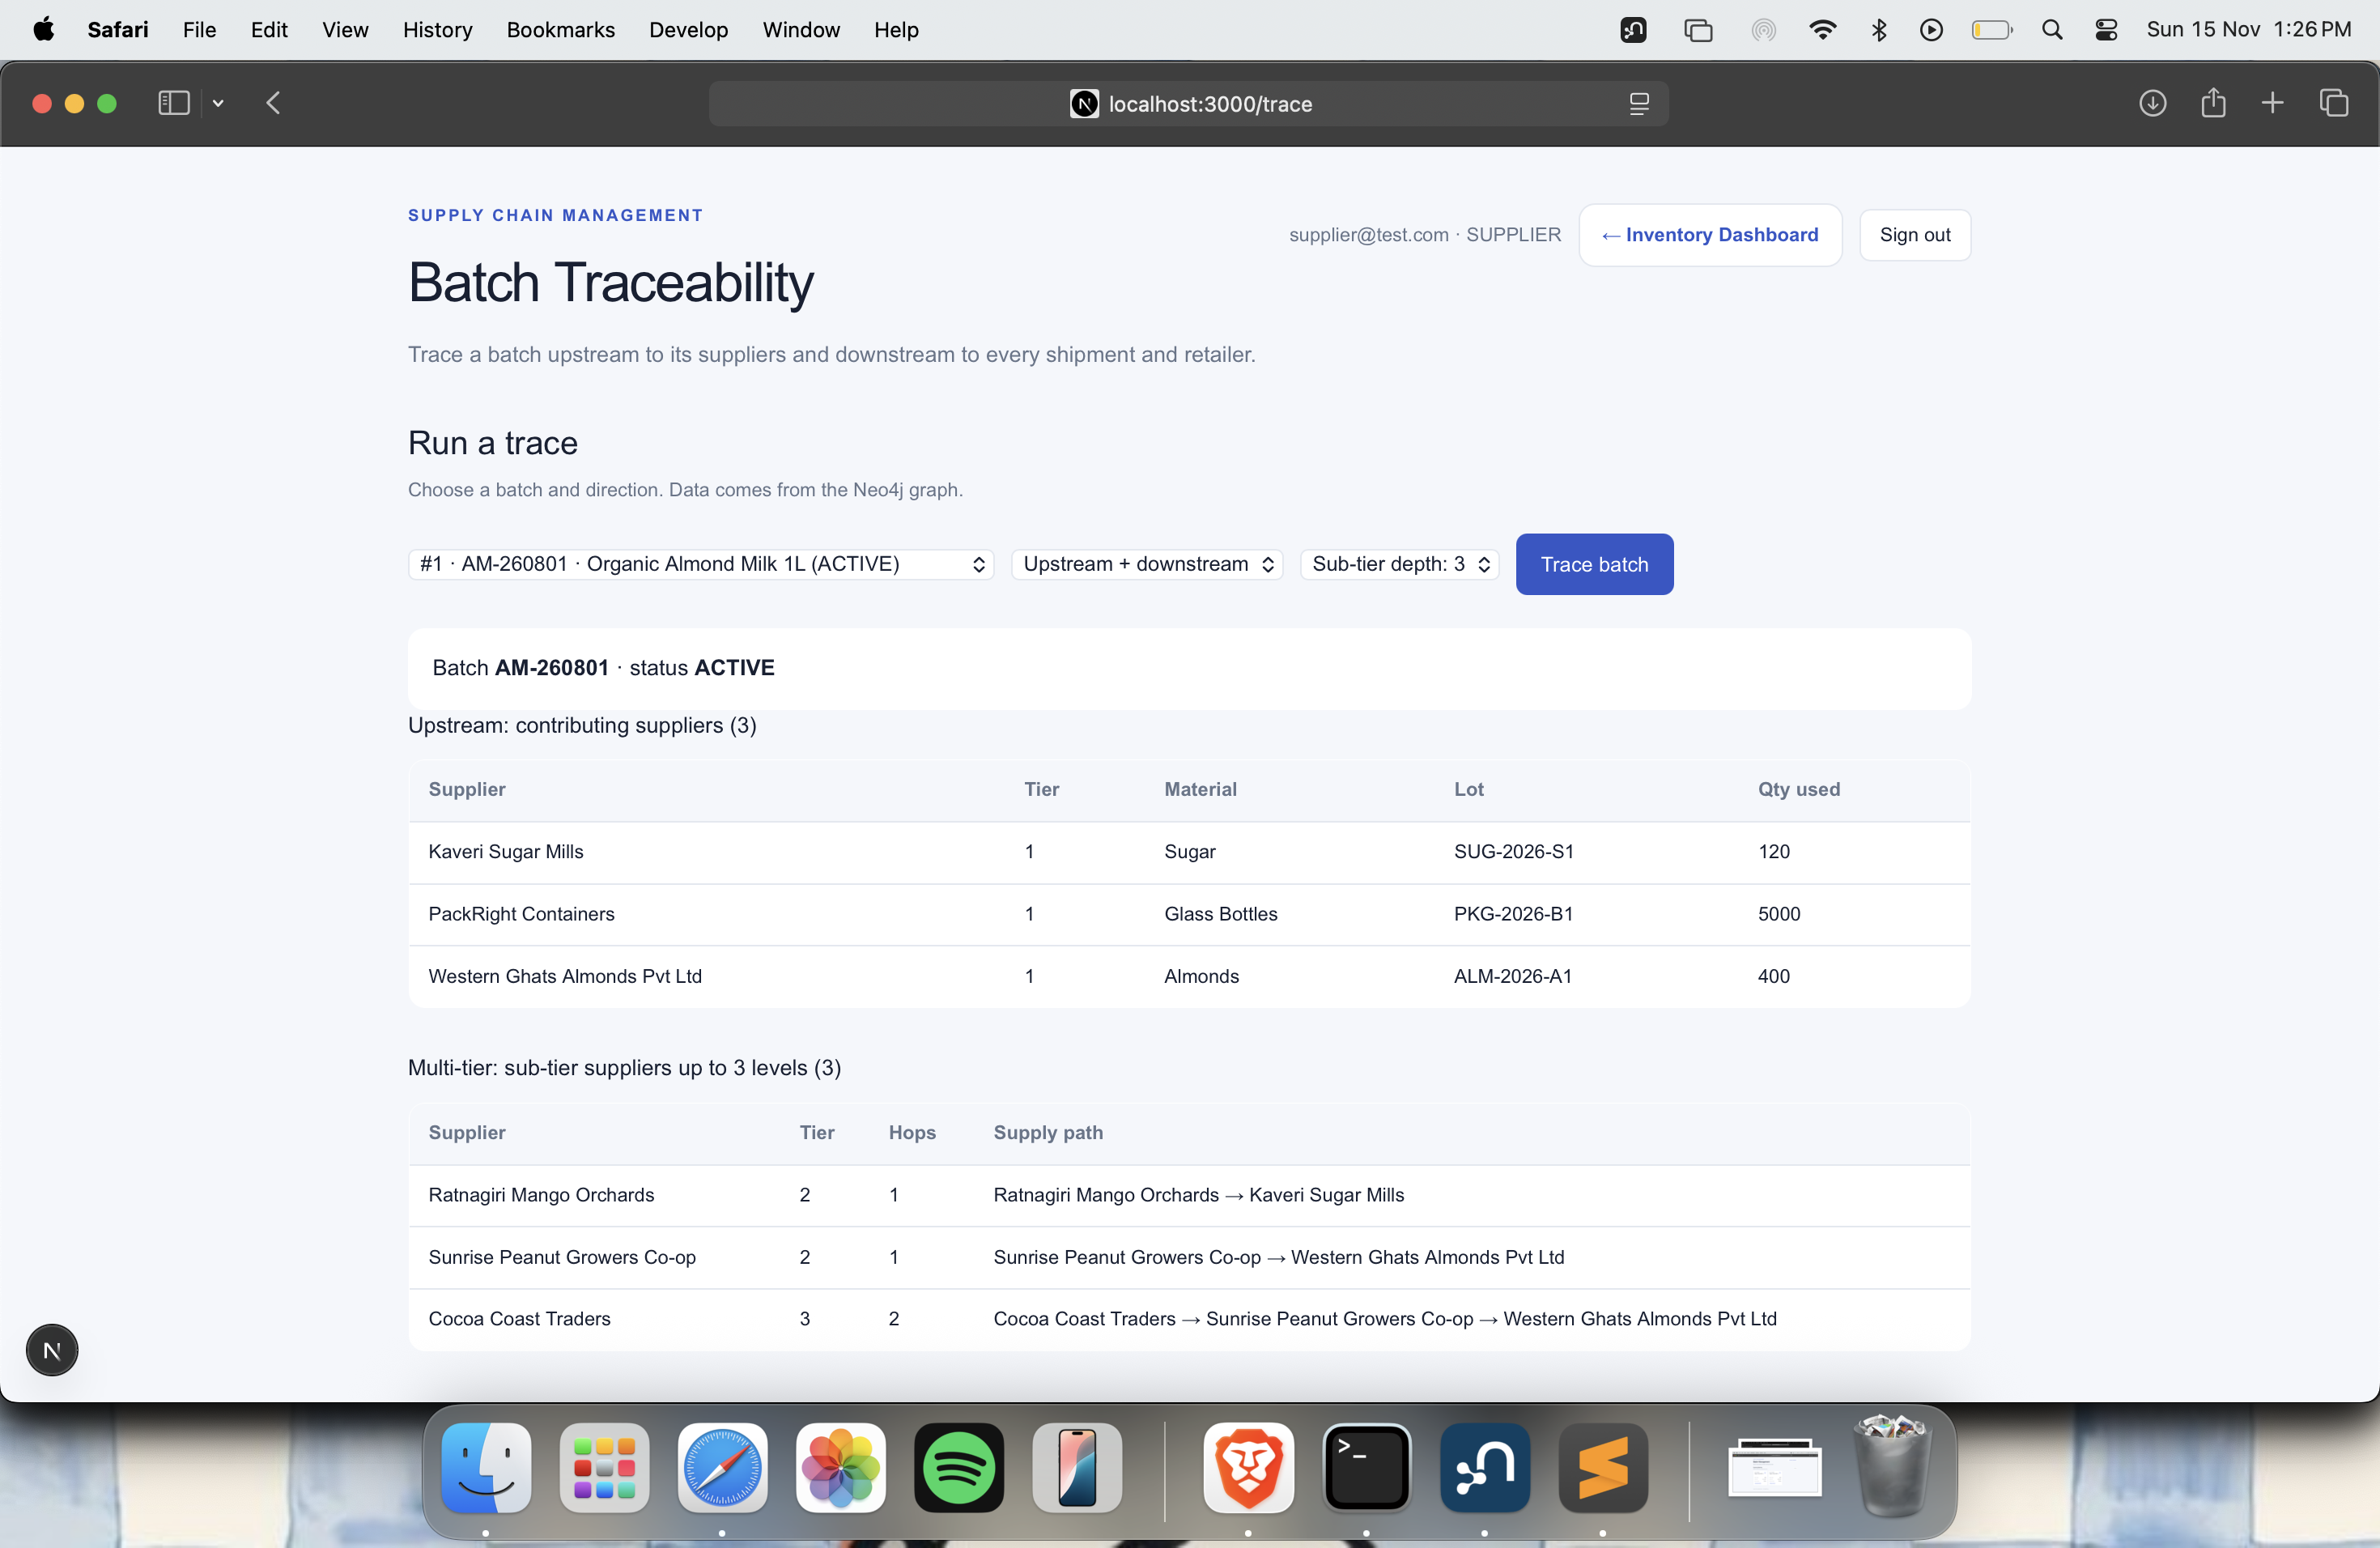 Safari File Edit View History Bookmarks Develop Window Help Sun 15 Nov 1:26 PM
N localhost:3000/trace
SUPPLY CHAIN MANAGEMENT
supplier@test.com · SUPPLIER ← Inventory Dashboard Sign out
Batch Traceability
Trace a batch upstream to its suppliers and downstream to every shipment and retailer.
Run a trace
Choose a batch and direction. Data comes from the Neo4j graph.
#1 · AM-260801 · Organic Almond Milk 1L (ACTIVE) Upstream + downstream Sub-tier depth: 3 Trace batch
Batch AM-260801 · status ACTIVE
Upstream: contributing suppliers (3)
Supplier Tier Material Lot Qty used
Kaveri Sugar Mills 1 Sugar SUG-2026-S1 120
PackRight Containers 1 Glass Bottles PKG-2026-B1 5000
Western Ghats Almonds Pvt Ltd 1 Almonds ALM-2026-A1 400
Multi-tier: sub-tier suppliers up to 3 levels (3)
Supplier Tier Hops Supply path
Ratnagiri Mango Orchards 2 1 Ratnagiri Mango Orchards → Kaveri Sugar Mills
Sunrise Peanut Growers Co-op 2 1 Sunrise Peanut Growers Co-op → Western Ghats Almonds Pvt Ltd
Cocoa Coast Traders 3 2 Cocoa Coast Traders → Sunrise Peanut Growers Co-op → Western Ghats Almonds Pvt Ltd
N
>_